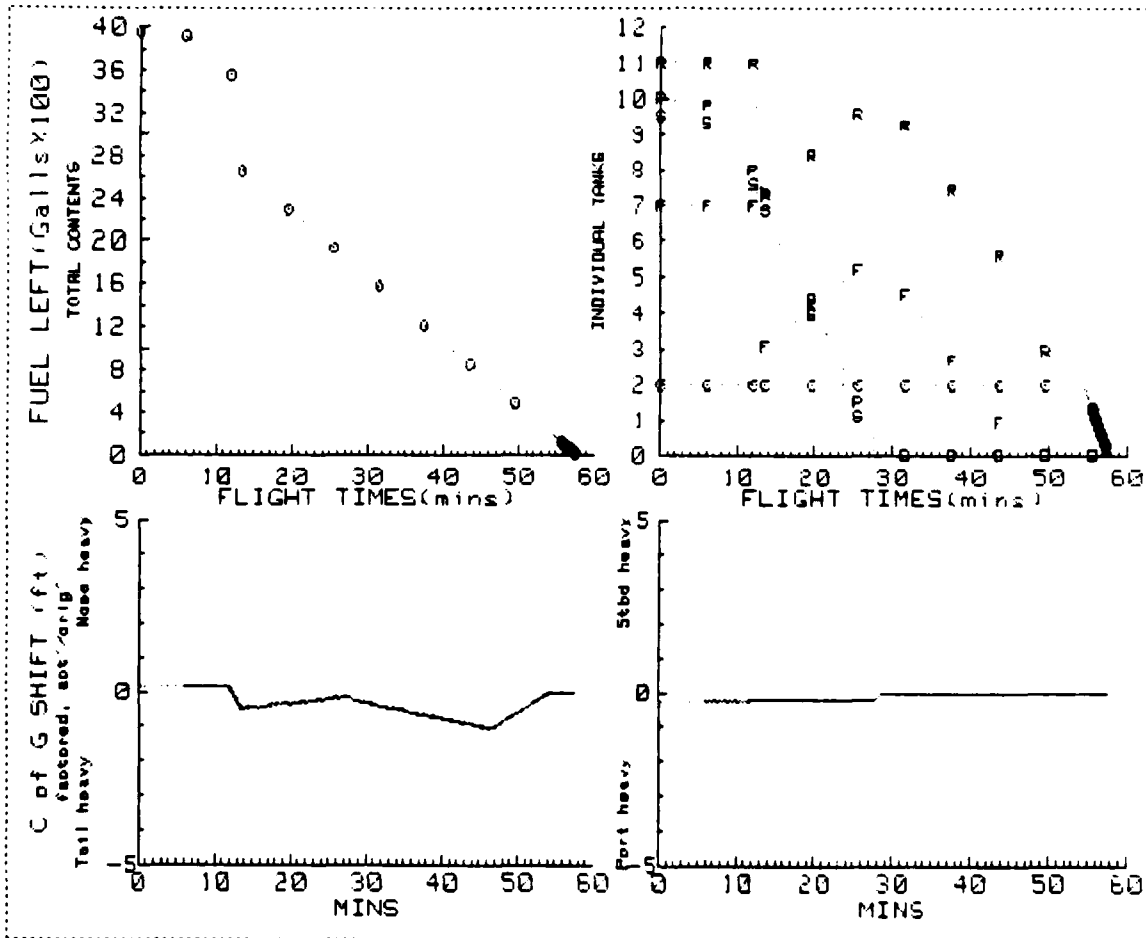 FUEL LEFT(Galls×100)
TOTAL CONTENTS
40
36
32
28
24
20
16
12
8
4
0
0 10 20 30 40 50 60
FLIGHT TIMES(mins)
INDIVIDUAL TANKS
12
11 R R R
10
9
8
7 F F F
6
5
4
3
2 C C C C C C C C C C
1
0
0 10 20 30 40 50 60
FLIGHT TIMES(mins)
C of G SHIFT (ft)
Tail heavy
Nose heavy
5
0
-5
0 10 20 30 40 50 60
MINS
Port heavy
Stbd heavy
5
0
-5
0 10 20 30 40 50 60
MINS